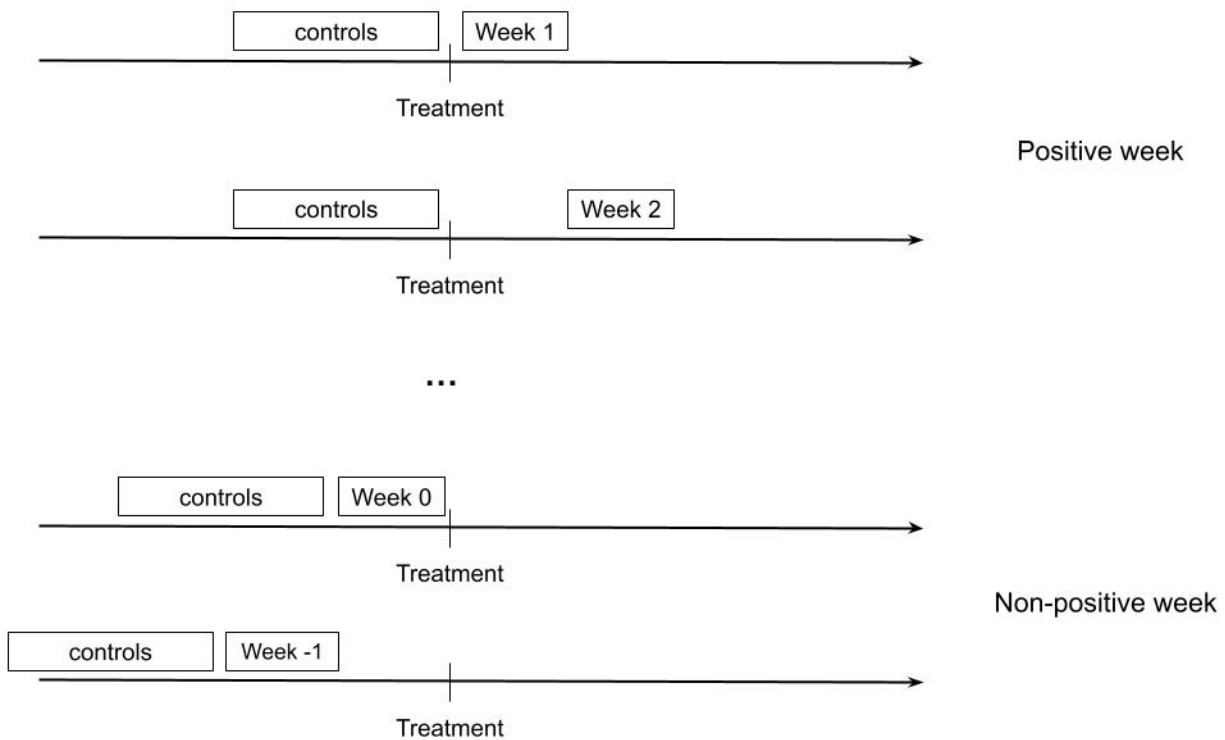 controls
Week 1
Treatment
Positive week
controls
Week 2
Treatment
...
controls
Week 0
Treatment
Non-positive week
controls
Week -1
Treatment